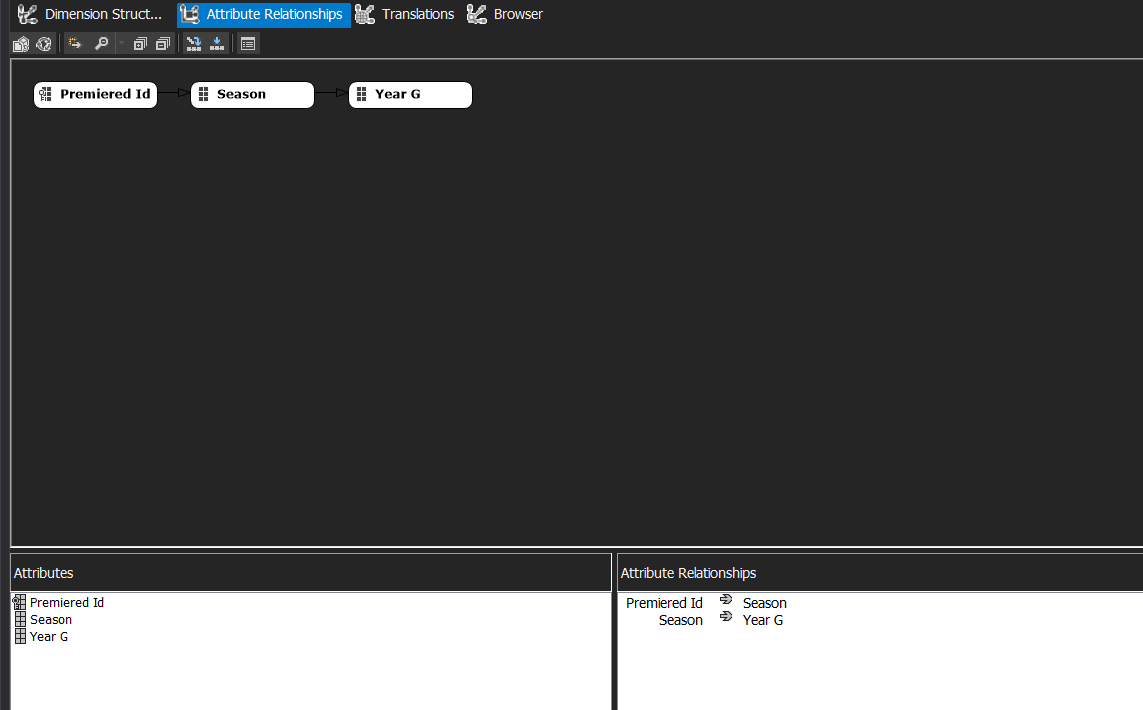 Dimension Struct... Attribute Relationships Translations Browser
Premiered Id Season Year G
Attributes
Premiered Id
Season
Year G
Attribute Relationships
Premiered Id Season
Season Year G